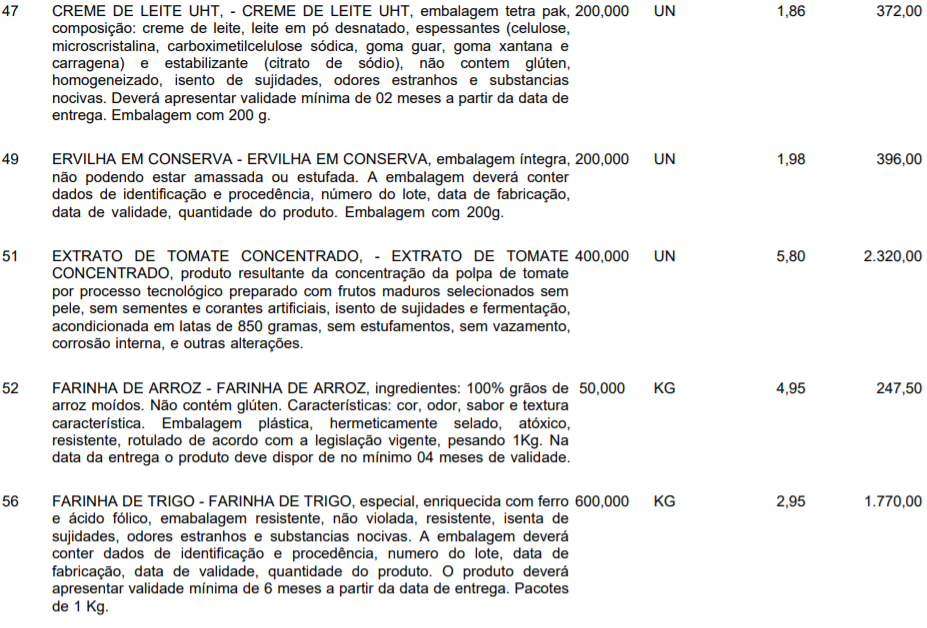 47 CREME DE LEITE UHT, - CREME DE LEITE UHT, embalagem tetra pak, 200,000 UN 1,86 372,00
composição: creme de leite, leite em pó desnatado, espessantes (celulose,
microscristalina, carboximetilcelulose sódica, goma guar, goma xantana e
carragena) e estabilizante (citrato de sódio), não contem glúten,
homogeneizado, isento de sujidades, odores estranhos e substancias
nocivas. Deverá apresentar validade mínima de 02 meses a partir da data de
entrega. Embalagem com 200 g.
49 ERVILHA EM CONSERVA - ERVILHA EM CONSERVA, embalagem íntegra, 200,000 UN 1,98 396,00
não podendo estar amassada ou estufada. A embalagem deverá conter
dados de identificação e procedência, número do lote, data de fabricação,
data de validade, quantidade do produto. Embalagem com 200g.
51 EXTRATO DE TOMATE CONCENTRADO, - EXTRATO DE TOMATE 400,000 UN 5,80 2.320,00
CONCENTRADO, produto resultante da concentração da polpa de tomate
por processo tecnológico preparado com frutos maduros selecionados sem
pele, sem sementes e corantes artificiais, isento de sujidades e fermentação,
acondicionada em latas de 850 gramas, sem estufamentos, sem vazamento,
corrosão interna, e outras alterações.
52 FARINHA DE ARROZ - FARINHA DE ARROZ, ingredientes: 100% grãos de 50,000 KG 4,95 247,50
arroz moídos. Não contém glúten. Características: cor, odor, sabor e textura
característica. Embalagem plástica, hermeticamente selado, atóxico,
resistente, rotulado de acordo com a legislação vigente, pesando 1Kg. Na
data da entrega o produto deve dispor de no mínimo 04 meses de validade.
56 FARINHA DE TRIGO - FARINHA DE TRIGO, especial, enriquecida com ferro 600,000 KG 2,95 1.770,00
e ácido fólico, emabalagem resistente, não violada, resistente, isenta de
sujidades, odores estranhos e substancias nocivas. A embalagem deverá
conter dados de identificação e procedência, numero do lote, data de
fabricação, data de validade, quantidade do produto. O produto deverá
apresentar validade mínima de 6 meses a partir da data de entrega. Pacotes
de 1 Kg.